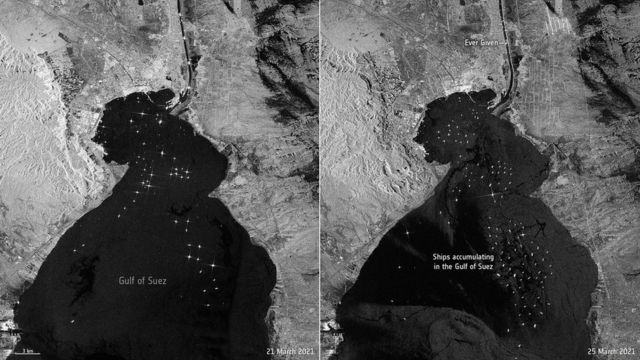 Ever Given
Gulf of Suez
Ships accumulating
in the Gulf of Suez
21 March 2021
25 March 2021